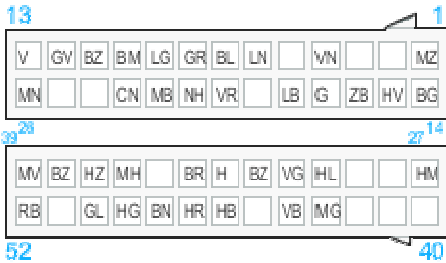 13 1
V GV BZ BM LG GR BL LN VN MZ
MN CN MB NH VR LB G ZB HV BG
39 26 27 14
MV BZ HZ MH BR H BZ VG HL HM
RB GL HG BN HR HB VB MG
52 40